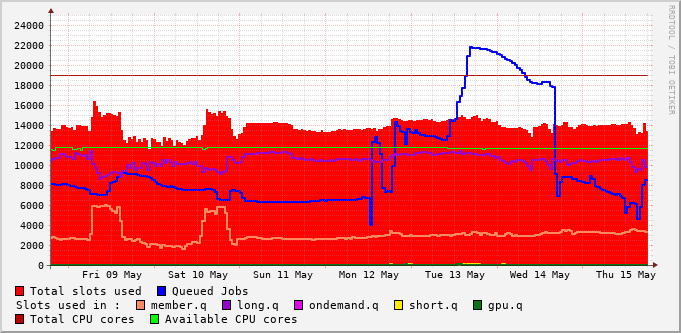 24000
22000
20000
18000
16000
14000
12000
10000
8000
6000
4000
2000
0
Fri 09 May Sat 10 May Sun 11 May Mon 12 May Tue 13 May Wed 14 May Thu 15 May
Total slots used Queued Jobs
Slots used in : member.q long.q ondemand.q short.q gpu.q
Total CPU cores Available CPU cores
RRDTOOL / TOBI OETIKER